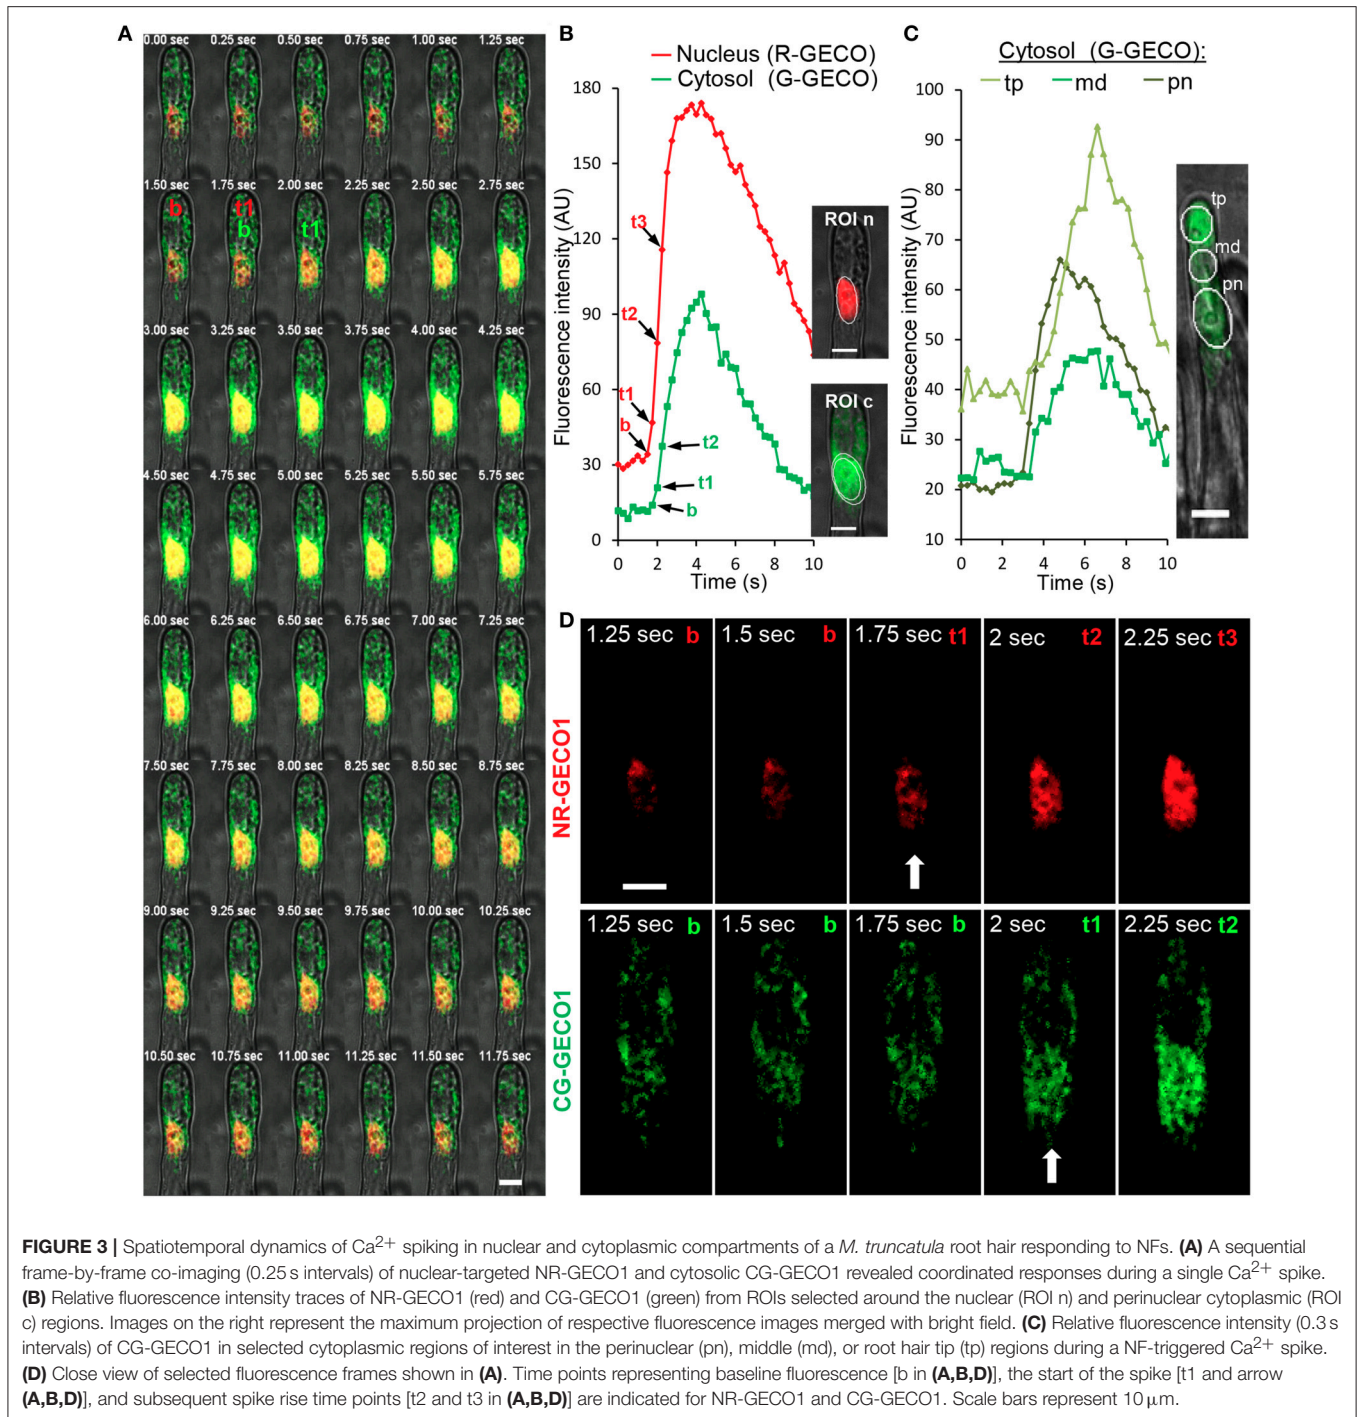 A
0.00 sec 0.25 sec 0.50 sec 0.75 sec 1.00 sec 1.25 sec
1.50 sec 1.75 sec 2.00 sec 2.25 sec 2.50 sec 2.75 sec
b t1 b t1
3.00 sec 3.25 sec 3.50 sec 3.75 sec 4.00 sec 4.25 sec
4.50 sec 4.75 sec 5.00 sec 5.25 sec 5.50 sec 5.75 sec
6.00 sec 6.25 sec 6.50 sec 6.75 sec 7.00 sec 7.25 sec
7.50 sec 7.75 sec 8.00 sec 8.25 sec 8.50 sec 8.75 sec
9.00 sec 9.25 sec 9.50 sec 9.75 sec 10.00 sec 10.25 sec
10.50 sec 10.75 sec 11.00 sec 11.25 sec 11.50 sec 11.75 sec
B
Nucleus (R-GECO)
Cytosol (G-GECO)
Fluorescence intensity (AU)
180
150
120
90
60
30
0
t3
t2
t1
b
t2
t1
b
0 2 4 6 8 10
Time (s)
ROI n
ROI c
C
Cytosol (G-GECO):
tp md pn
Fluorescence intensity (AU)
100
90
80
70
60
50
40
30
20
10
0 2 4 6 8 10
Time (s)
tp
md
pn
D
NR-GECO1
1.25 sec b 1.5 sec b 1.75 sec t1 2 sec t2 2.25 sec t3
CG-GECO1
1.25 sec b 1.5 sec b 1.75 sec b 2 sec t1 2.25 sec t2
FIGURE 3 | Spatiotemporal dynamics of Ca2+ spiking in nuclear and cytoplasmic compartments of a M. truncatula root hair responding to NFs. (A) A sequential
frame-by-frame co-imaging (0.25 s intervals) of nuclear-targeted NR-GECO1 and cytosolic CG-GECO1 revealed coordinated responses during a single Ca2+ spike.
(B) Relative fluorescence intensity traces of NR-GECO1 (red) and CG-GECO1 (green) from ROIs selected around the nuclear (ROI n) and perinuclear cytoplasmic (ROI
c) regions. Images on the right represent the maximum projection of respective fluorescence images merged with bright field. (C) Relative fluorescence intensity (0.3 s
intervals) of CG-GECO1 in selected cytoplasmic regions of interest in the perinuclear (pn), middle (md), or root hair tip (tp) regions during a NF-triggered Ca2+ spike.
(D) Close view of selected fluorescence frames shown in (A). Time points representing baseline fluorescence [b in (A,B,D)], the start of the spike [t1 and arrow
(A,B,D)], and subsequent spike rise time points [t2 and t3 in (A,B,D)] are indicated for NR-GECO1 and CG-GECO1. Scale bars represent 10 μm.